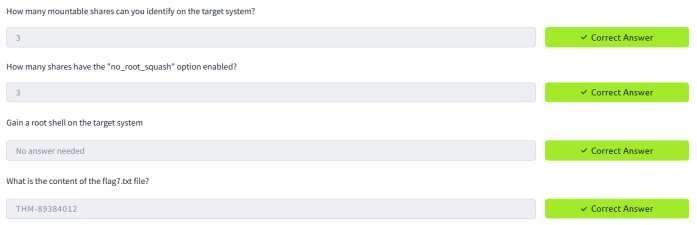 How many mountable shares can you identify on the target system?
3
✓ Correct Answer
How many shares have the "no_root_squash" option enabled?
3
✓ Correct Answer
Gain a root shell on the target system
No answer needed
✓ Correct Answer
What is the content of the flag7.txt file?
THM-89384012
✓ Correct Answer